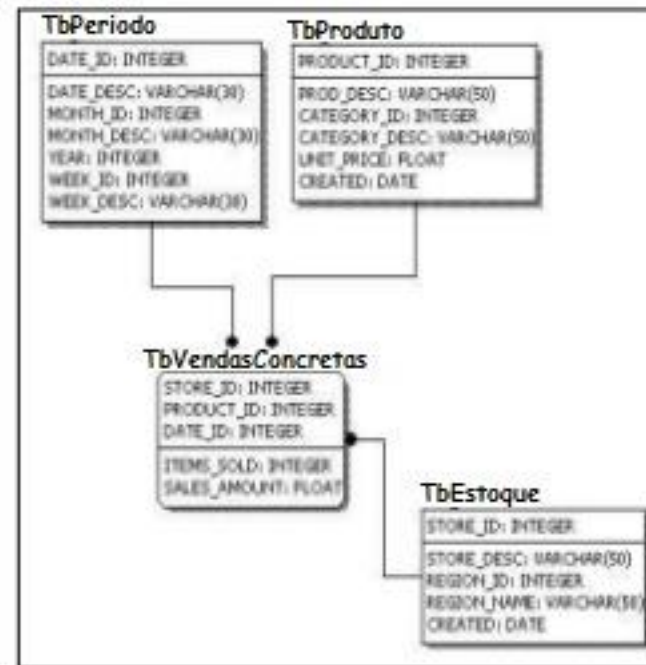 TbPeriodo
DATE_ID: INTEGER
DATE_DESC: VARCHAR(30)
MONTH_ID: INTEGER
MONTH_DESC: VARCHAR(30)
YEAR: INTEGER
WEEK_ID: INTEGER
WEEK_DESC: VARCHAR(30)
TbProduto
PRODUCT_ID: INTEGER
PROD_DESC: VARCHAR(50)
CATEGORY_ID: INTEGER
CATEGORY_DESC: VARCHAR(50)
UNIT_PRICE: FLOAT
CREATED: DATE
TbVendasConcretas
STORE_ID: INTEGER
PRODUCT_ID: INTEGER
DATE_ID: INTEGER
ITEMS_SOLD: INTEGER
SALES_AMOUNT: FLOAT
TbEstoque
STORE_ID: INTEGER
STORE_DESC: VARCHAR(50)
REGION_ID: INTEGER
REGION_NAME: VARCHAR(50)
CREATED: DATE